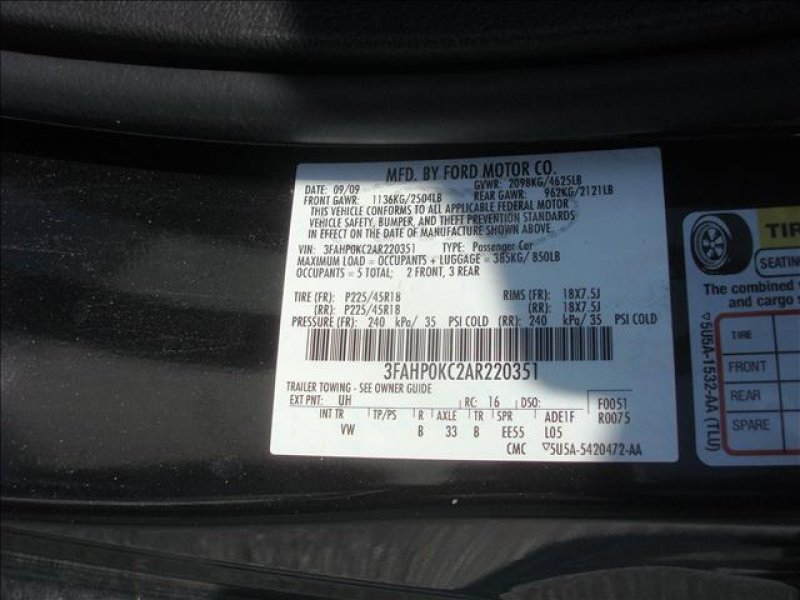 MFD. BY FORD MOTOR CO.
DATE: 09/09 GVWR: 2098KG/4625LB
FRONT GAWR: 1136KG/2504LB REAR GAWR: 962KG/2121LB
THIS VEHICLE CONFORMS TO ALL APPLICABLE FEDERAL MOTOR
VEHICLE SAFETY, BUMPER, AND THEFT PREVENTION STANDARDS
IN EFFECT ON THE DATE OF MANUFACTURE SHOWN ABOVE.
VIN: 3FAHP0KC2AR220351 TYPE: Passenger Car
MAXIMUM LOAD = OCCUPANTS + LUGGAGE = 385KG/850LB
OCCUPANTS = 5 TOTAL; 2 FRONT, 3 REAR
TIRE (FR): P225/45R18 RIMS (FR): 18X7.5J
(RR): P225/45R18 (RR): 18X7.5J
PRESSURE (FR): 240 kPa/ 35 PSI COLD (RR): 240 kPa/ 35 PSI COLD
3FAHP0KC2AR220351
TRAILER TOWING - SEE OWNER GUIDE
EXT PNT: UH RC: 16 DSO: F0051
INT TR TP/PS R AXLE TR SPR ADE1F R0075
VW B 33 B EE55 L05
CMC ▽5U5A-5420472-AA
TI
SEATING
The combined
and cargo
TIRE
FRONT
REAR
SPARE
▽5U5A-1532-AA (TLU)